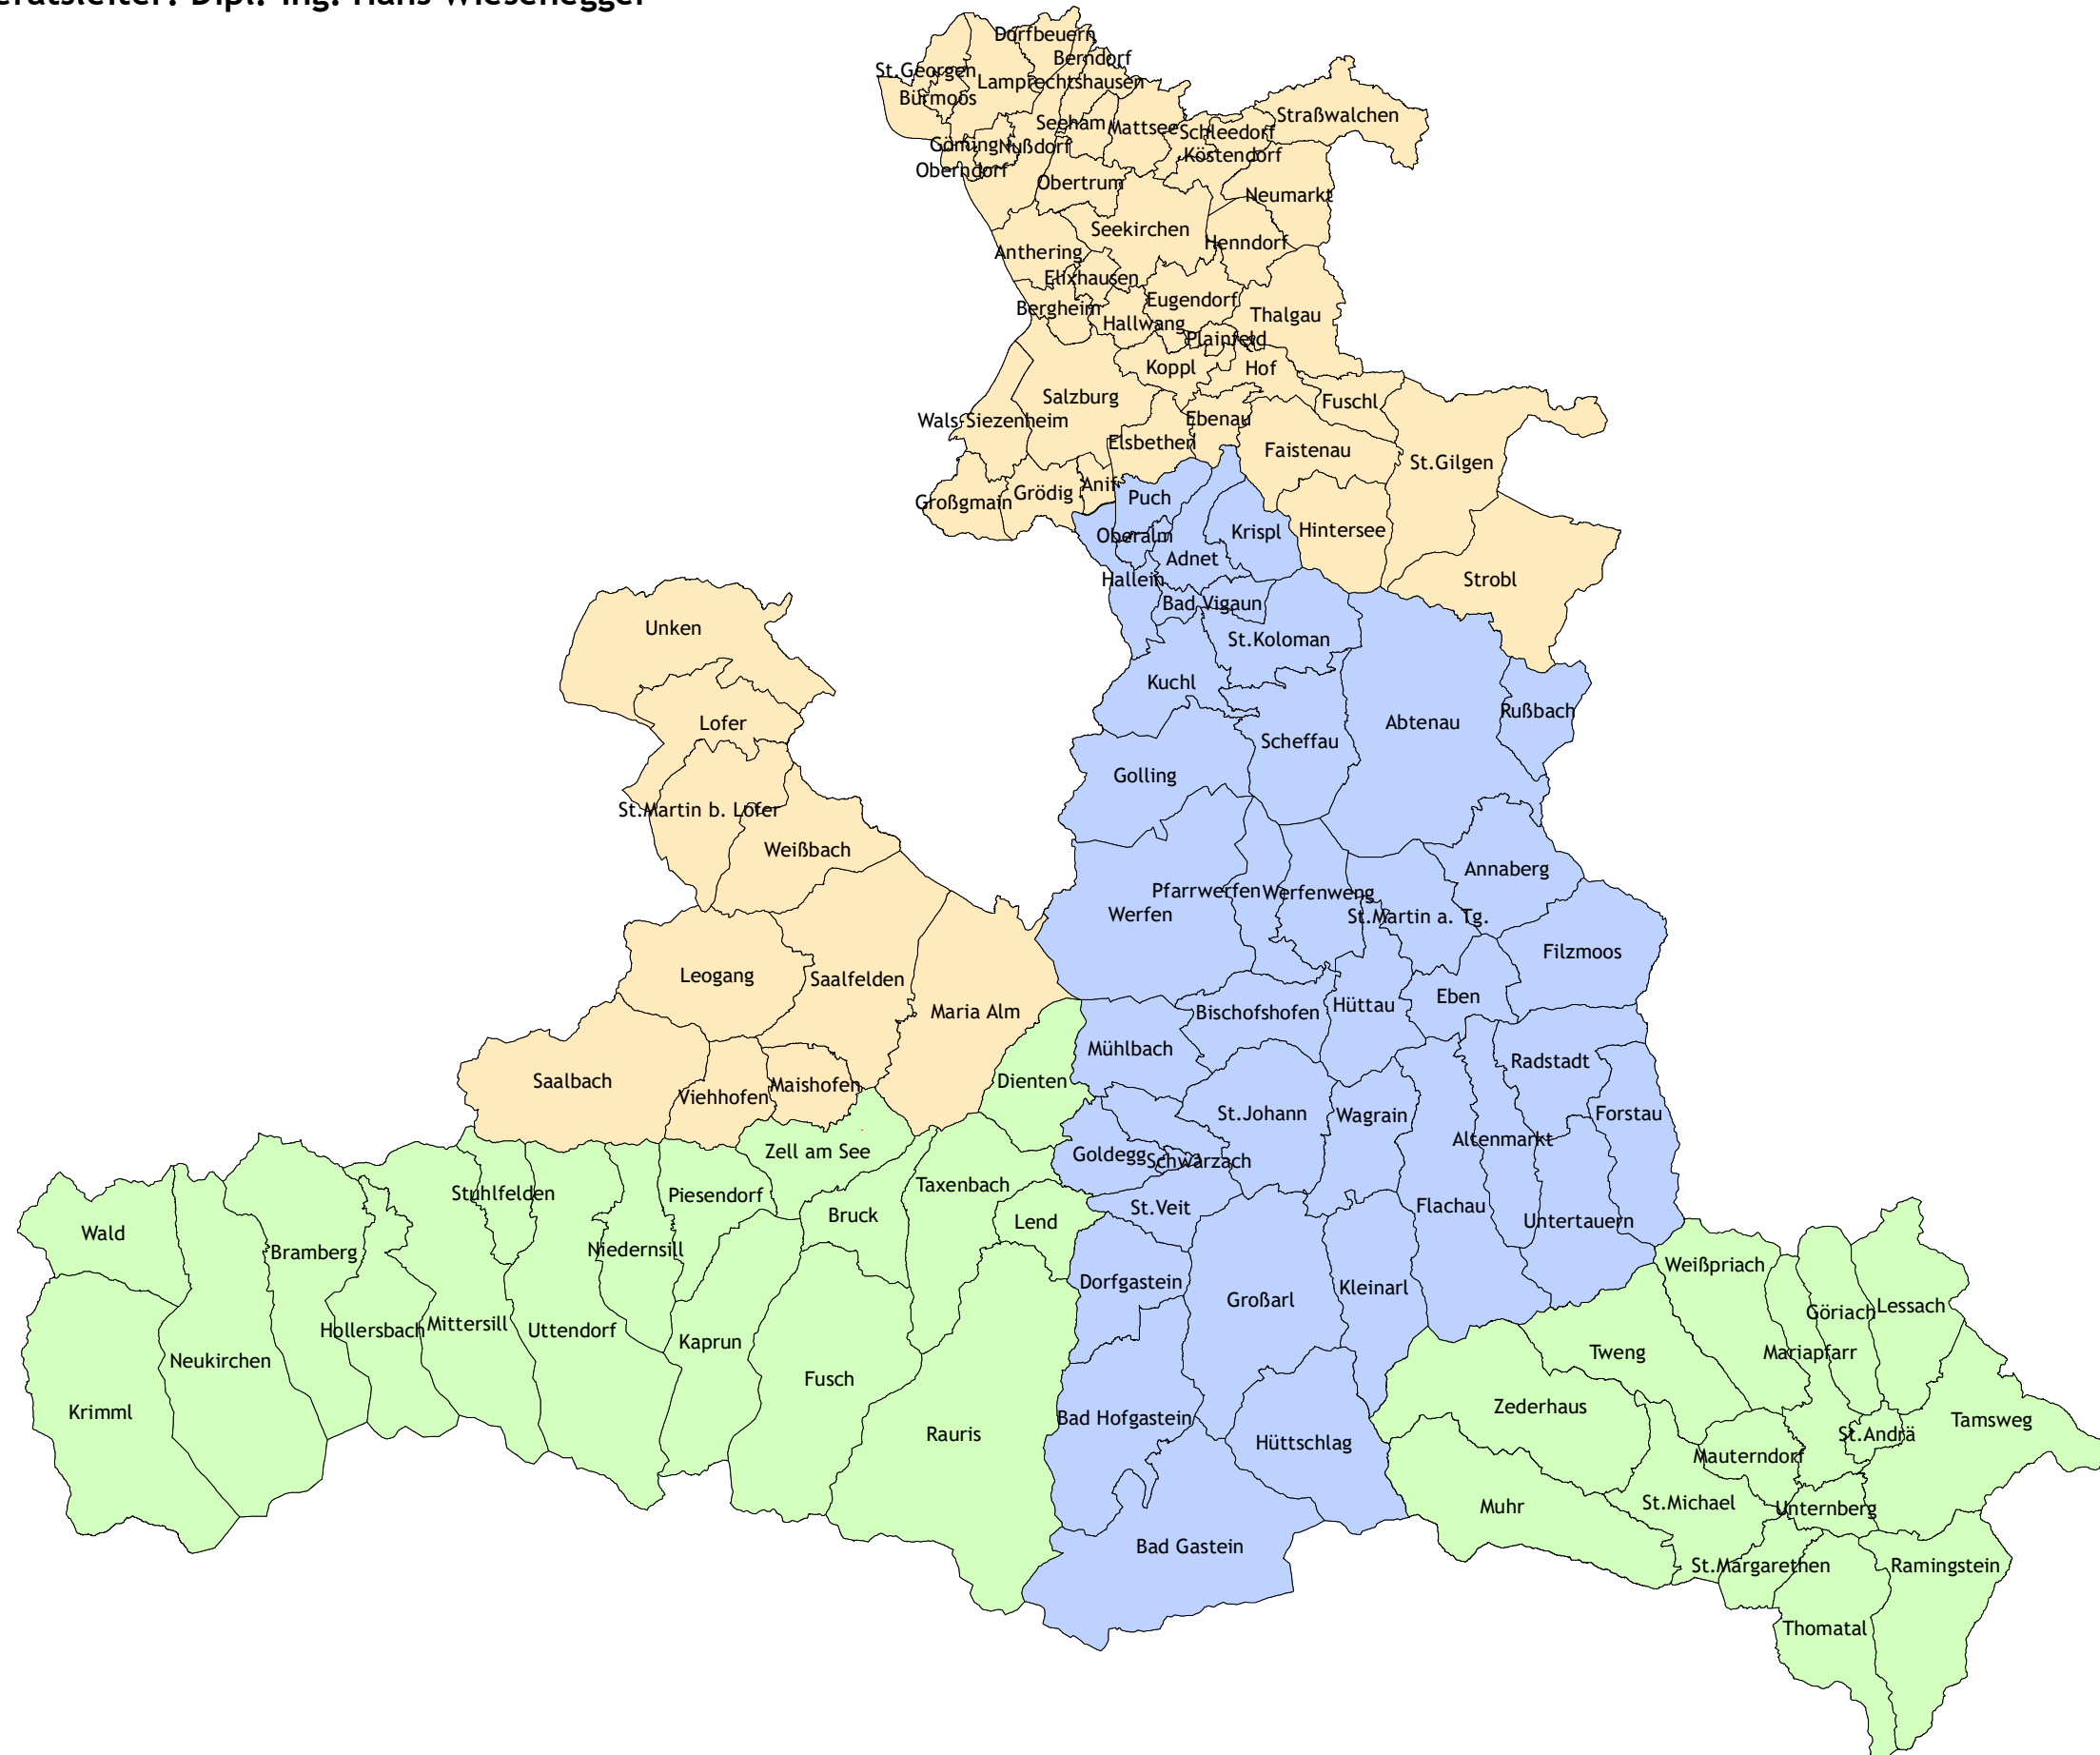 eratsleiter: Dipl.-Ing. Hans Wiesenegger
Dorfbeuern
Berndorf
St.Georgen
Lamprechtshausen
Bürmoos
Straßwalchen
Seeham
Mattsee
Schleedorf
Göming
Nußdorf
Köstendorf
Oberndorf
Obertrum
Neumarkt
Seekirchen
Henndorf
Anthering
Elixhausen
Eugendorf
Bergheim
Thalgau
Hallwang
Plainfeld
Koppl
Hof
Salzburg
Fuschl
Wals-Siezenheim
Ebenau
Elsbethen
Faistenau
St.Gilgen
Anif
Grödig
Puch
Großgmain
Hintersee
Krispl
Oberalm
Adnet
Hallein
Strobl
Bad Vigaun
Unken
St.Koloman
Kuchl
Lofer
Abtenau
Rußbach
Scheffau
Golling
St.Martin b. Lofer
Weißbach
Annaberg
Pfarrwerfen
Werfenweng
Werfen
St.Martin a. Tg.
Filzmoos
Leogang
Saalfelden
Maria Alm
Eben
Hüttau
Bischofshofen
Mühlbach
Radstadt
Saalbach
Dienten
Maishofen
Viehhofen
St.Johann
Wagrain
Forstau
Altenmarkt
Zell am See
Goldegg
Schwarzach
Taxenbach
Stuhlfelden
Piesendorf
Bruck
Lend
St.Veit
Flachau
Untertauern
Wald
Bramberg
Niedernsill
Weißpriach
Dorfgastein
Kleinarl
Großarl
Göriach
Lessach
Hollersbach
Mittersill
Uttendorf
Kaprun
Neukirchen
Tweng
Mariapfarr
Fusch
Krimml
Zederhaus
Bad Hofgastein
Tamsweg
Rauris
St.Andrä
Hüttschlag
Mauterndorf
Muhr
St.Michael
Unternberg
Bad Gastein
St.Margarethen
Ramingstein
Thomatal